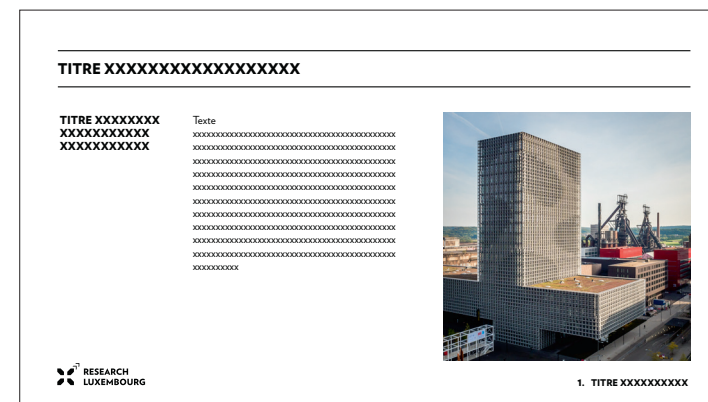 TITRE XXXXXXXXXXXXXXXXXX
TITRE XXXXXXXX
XXXXXXXXXXX
XXXXXXXXXXX
Texte
xxxxxxxxxxxxxxxxxxxxxxxxxxxxxxxxxxxxxxxxxxxx
xxxxxxxxxxxxxxxxxxxxxxxxxxxxxxxxxxxxxxxxxxxx
xxxxxxxxxxxxxxxxxxxxxxxxxxxxxxxxxxxxxxxxxxxx
xxxxxxxxxxxxxxxxxxxxxxxxxxxxxxxxxxxxxxxxxxxx
xxxxxxxxxxxxxxxxxxxxxxxxxxxxxxxxxxxxxxxxxxxx
xxxxxxxxxxxxxxxxxxxxxxxxxxxxxxxxxxxxxxxxxxxx
xxxxxxxxxxxxxxxxxxxxxxxxxxxxxxxxxxxxxxxxxxxx
xxxxxxxxxxxxxxxxxxxxxxxxxxxxxxxxxxxxxxxxxxxx
xxxxxxxxxxxxxxxxxxxxxxxxxxxxxxxxxxxxxxxxxxxx
xxxxxxxxxxxxxxxxxxxxxxxxxxxxxxxxxxxxxxxxxxxx
xxxxxxxxxx
RESEARCH
LUXEMBOURG
1. TITRE XXXXXXXXXX